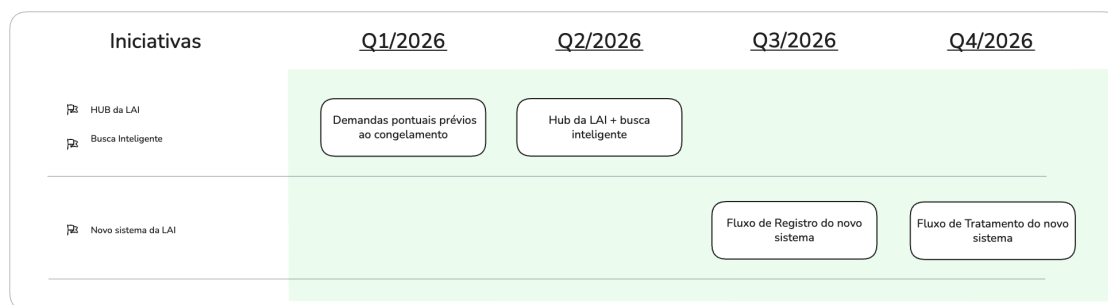 Iniciativas
Q1/2026
Q2/2026
Q3/2026
Q4/2026
HUB da LAI
Busca Inteligente
Demandas pontuais prévios
ao congelamento
Hub da LAI + busca
inteligente
Novo sistema da LAI
Fluxo de Registro do novo
sistema
Fluxo de Tratamento do novo
sistema